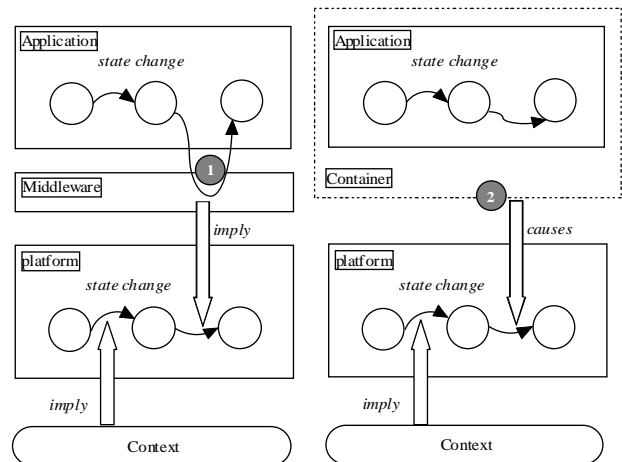 Application
state change
1
Middleware
imply
platform
state change
imply
Context
Application
state change
Container
2
causes
platform
state change
imply
Context